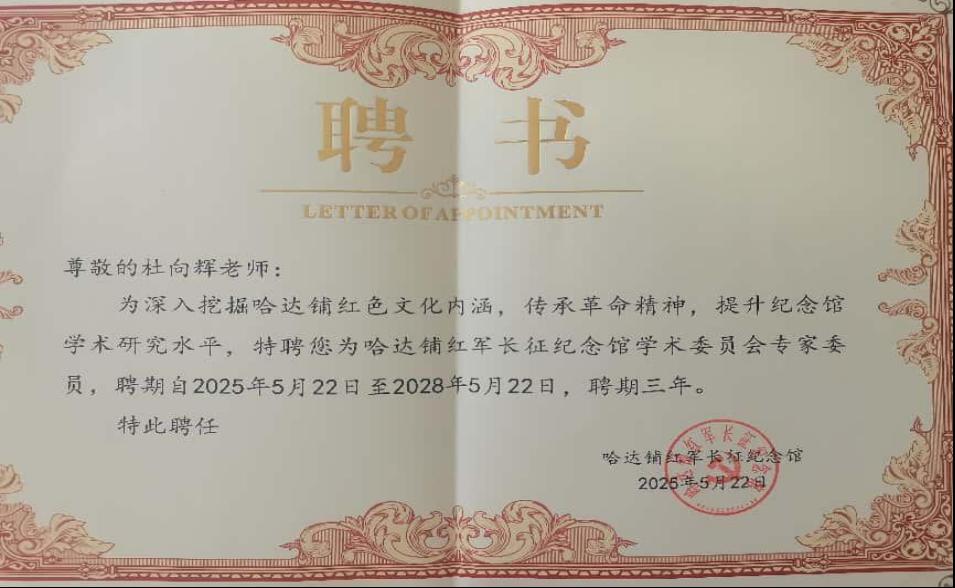 聘 书
LETTER OF APPOINTMENT
尊敬的杜向辉老师：
为深入挖掘哈达铺红色文化内涵，传承革命精神，提升纪念馆
学术研究水平，特聘您为哈达铺红军长征纪念馆学术委员会专家委
员，聘期自2025年5月22日至2028年5月22日，聘期三年。
特此聘任
哈达铺红军长征纪念馆
2025年5月22日